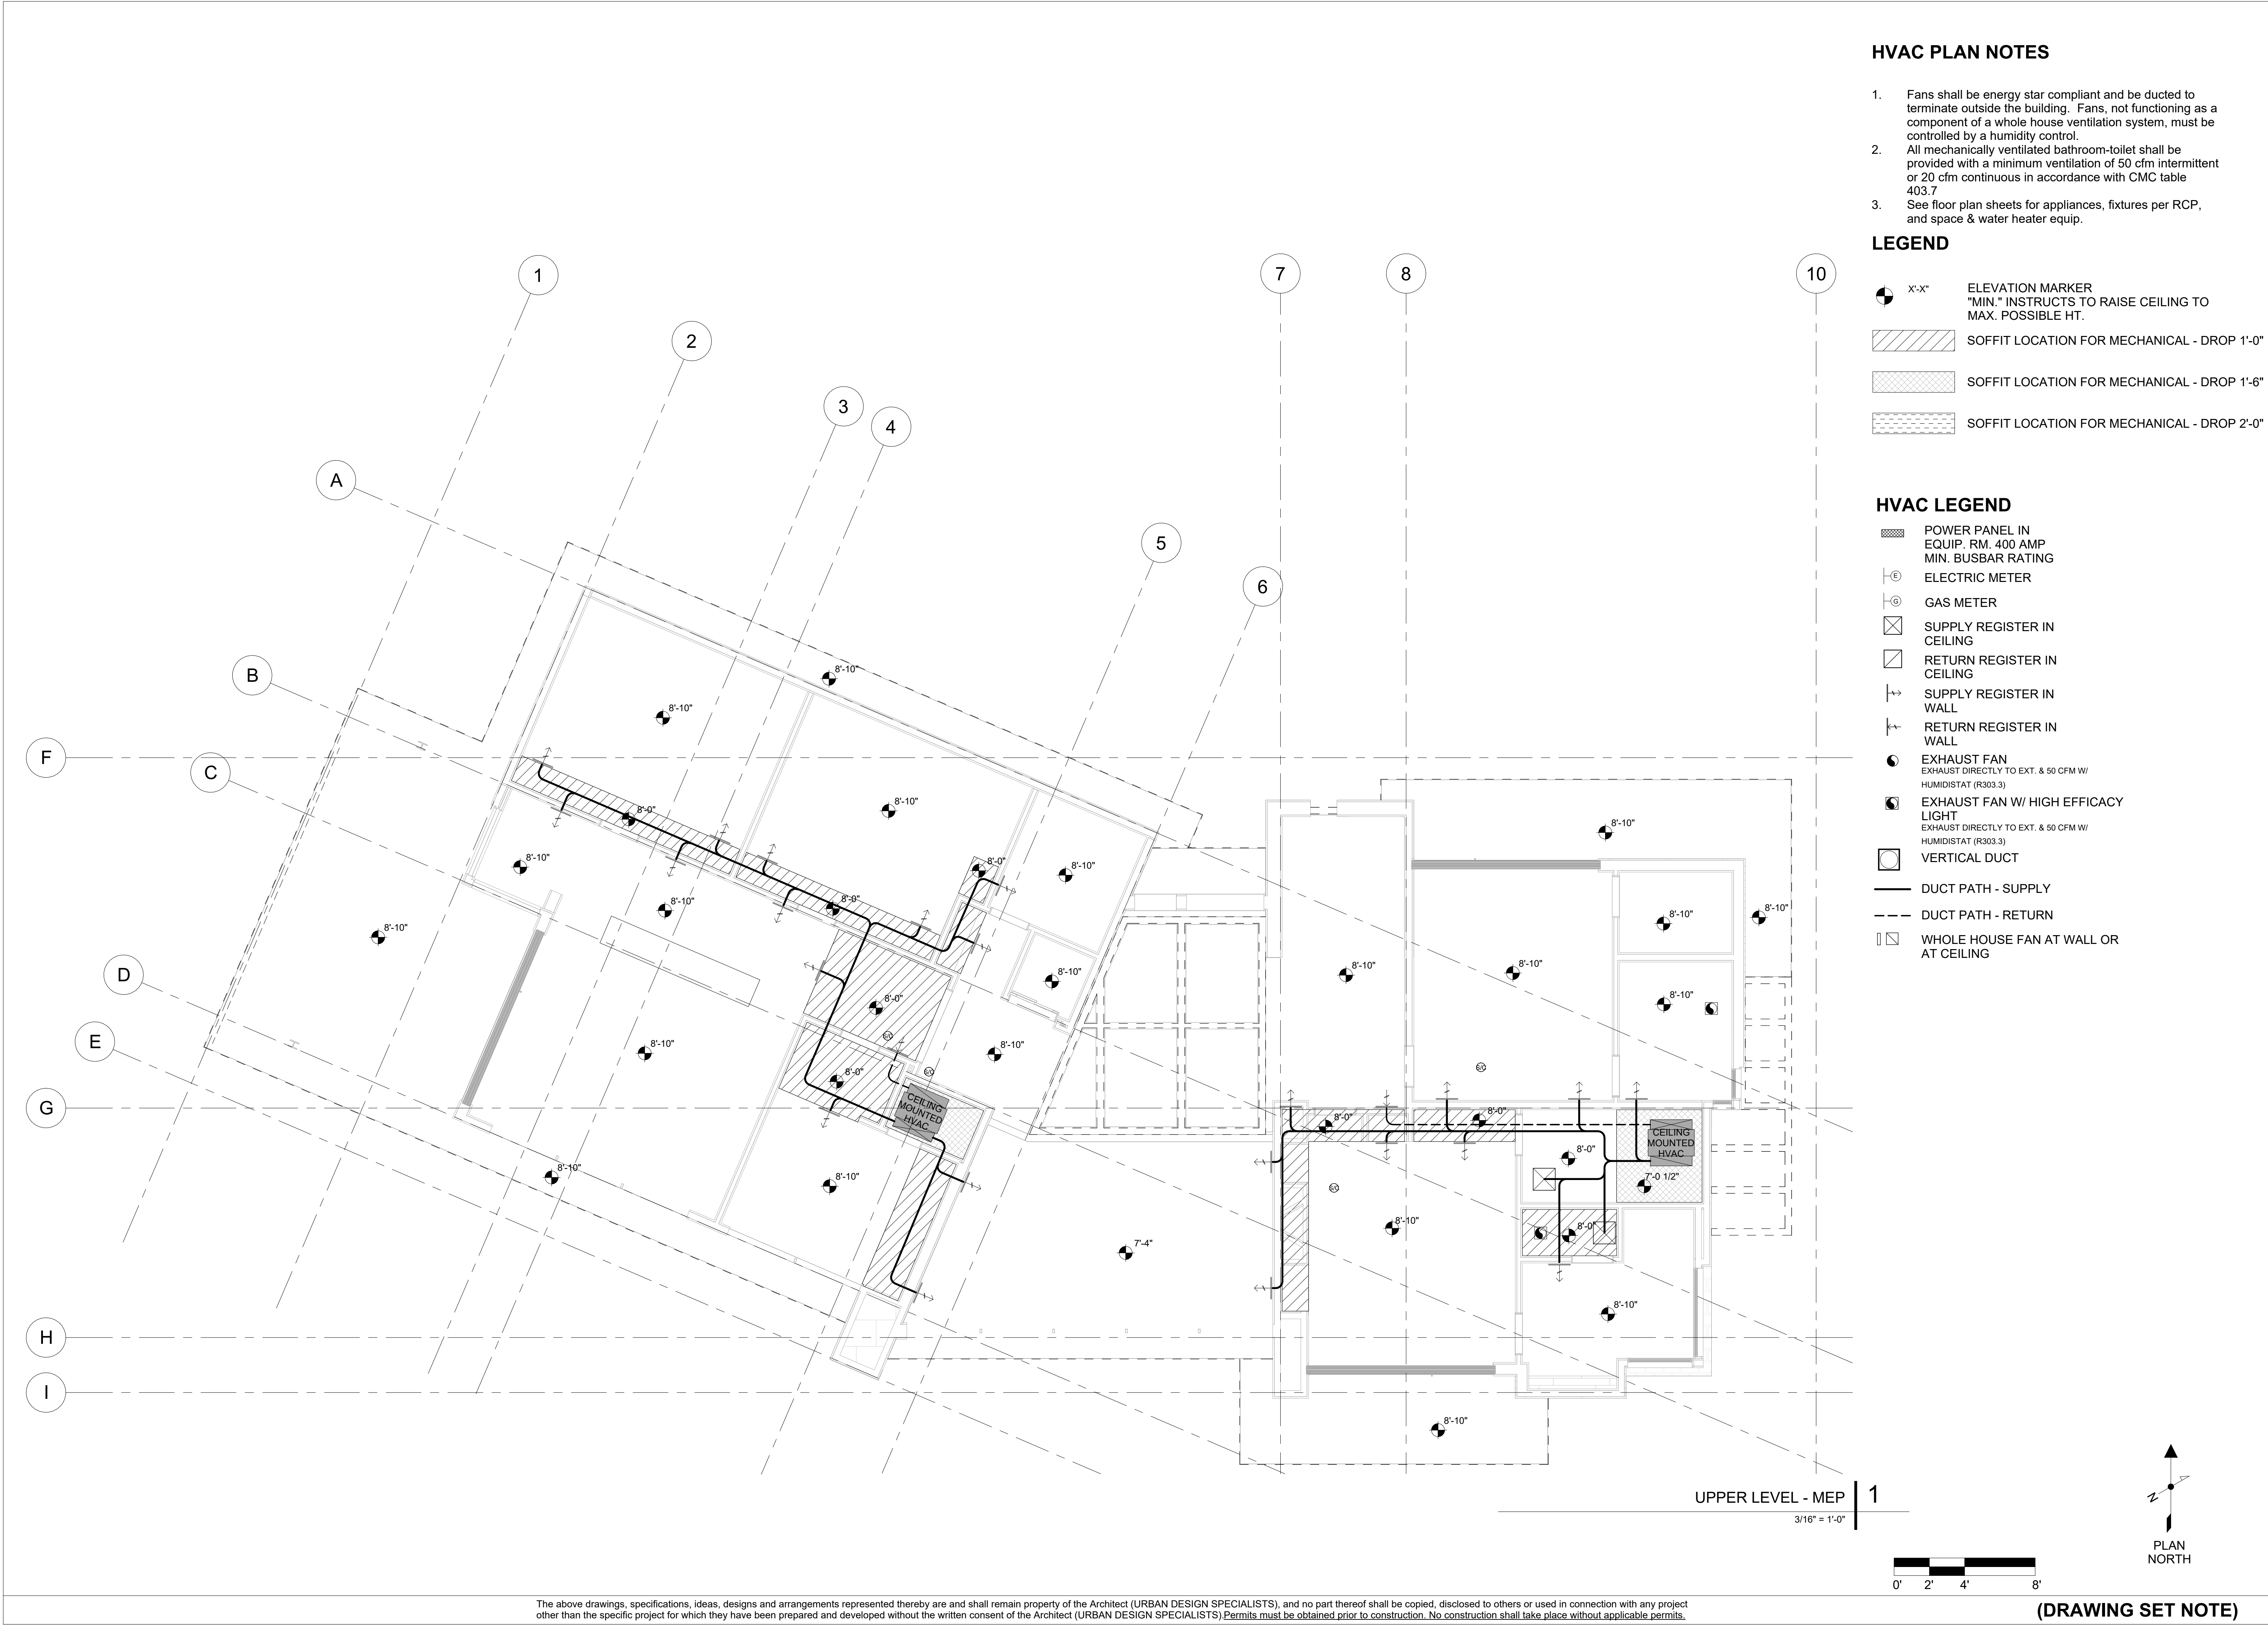 HVAC PLAN NOTES
1. Fans shall be energy star compliant and be ducted to
terminate outside the building. Fans, not functioning as a
component of a whole house ventilation system, must be
controlled by a humidity control.
2. All mechanically ventilated bathroom-toilet shall be
provided with a minimum ventilation of 50 cfm intermittent
or 20 cfm continuous in accordance with CMC table
403.7
3. See floor plan sheets for appliances, fixtures per RCP,
and space & water heater equip.
LEGEND
X'-X" ELEVATION MARKER
"MIN." INSTRUCTS TO RAISE CEILING TO
MAX. POSSIBLE HT.
SOFFIT LOCATION FOR MECHANICAL - DROP 1'-0"
SOFFIT LOCATION FOR MECHANICAL - DROP 1'-6"
SOFFIT LOCATION FOR MECHANICAL - DROP 2'-0"
HVAC LEGEND
POWER PANEL IN
EQUIP. RM. 400 AMP
MIN. BUSBAR RATING
E ELECTRIC METER
G GAS METER
SUPPLY REGISTER IN
CEILING
RETURN REGISTER IN
CEILING
SUPPLY REGISTER IN
WALL
RETURN REGISTER IN
WALL
EXHAUST FAN
EXHAUST DIRECTLY TO EXT. & 50 CFM W/
HUMIDISTAT (R303.3)
EXHAUST FAN W/ HIGH EFFICACY
LIGHT
EXHAUST DIRECTLY TO EXT. & 50 CFM W/
HUMIDISTAT (R303.3)
VERTICAL DUCT
DUCT PATH - SUPPLY
DUCT PATH - RETURN
WHOLE HOUSE FAN AT WALL OR
AT CEILING
1
2
3
4
5
6
7
8
10
A
B
C
D
E
F
G
H
I
8'-10"
8'-10"
8'-10"
8'-0"
8'-10"
8'-10"
8'-10"
8'-0"
8'-0"
8'-10"
8'-10"
8'-10"
8'-0"
S/C
8'-10"
8'-10"
S/C
8'-0"
CEILING
MOUNTED
HVAC
8'-10"
8'-10"
7'-4"
8'-10"
8'-10"
8'-10"
8'-10"
8'-10"
8'-10"
S/C
8'-0"
8'-0"
CEILING
MOUNTED
HVAC
8'-0"
7'-0 1/2"
S/C
8'-10"
8'-0"
8'-10"
8'-10"
UPPER LEVEL - MEP 1
3/16" = 1'-0"
N
PLAN
NORTH
0' 2' 4' 8'
The above drawings, specifications, ideas, designs and arrangements represented thereby are and shall remain property of the Architect (URBAN DESIGN SPECIALISTS), and no part thereof shall be copied, disclosed to others or used in connection with any project
other than the specific project for which they have been prepared and developed without the written consent of the Architect (URBAN DESIGN SPECIALISTS).Permits must be obtained prior to construction. No construction shall take place without applicable permits.
(DRAWING SET NOTE)